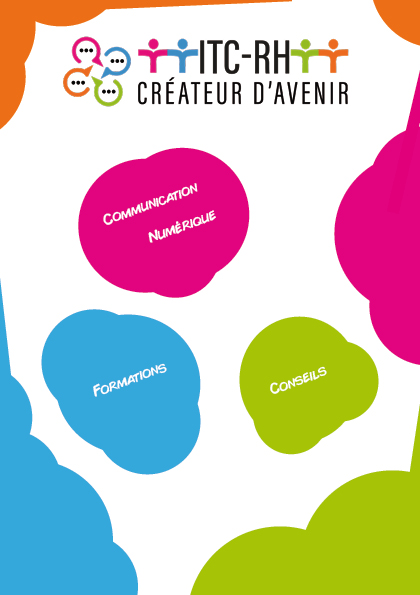 ITC-RH
CRÉATEUR D'AVENIR
COMMUNICATION
NUMÉRIQUE
FORMATIONS
CONSEILS